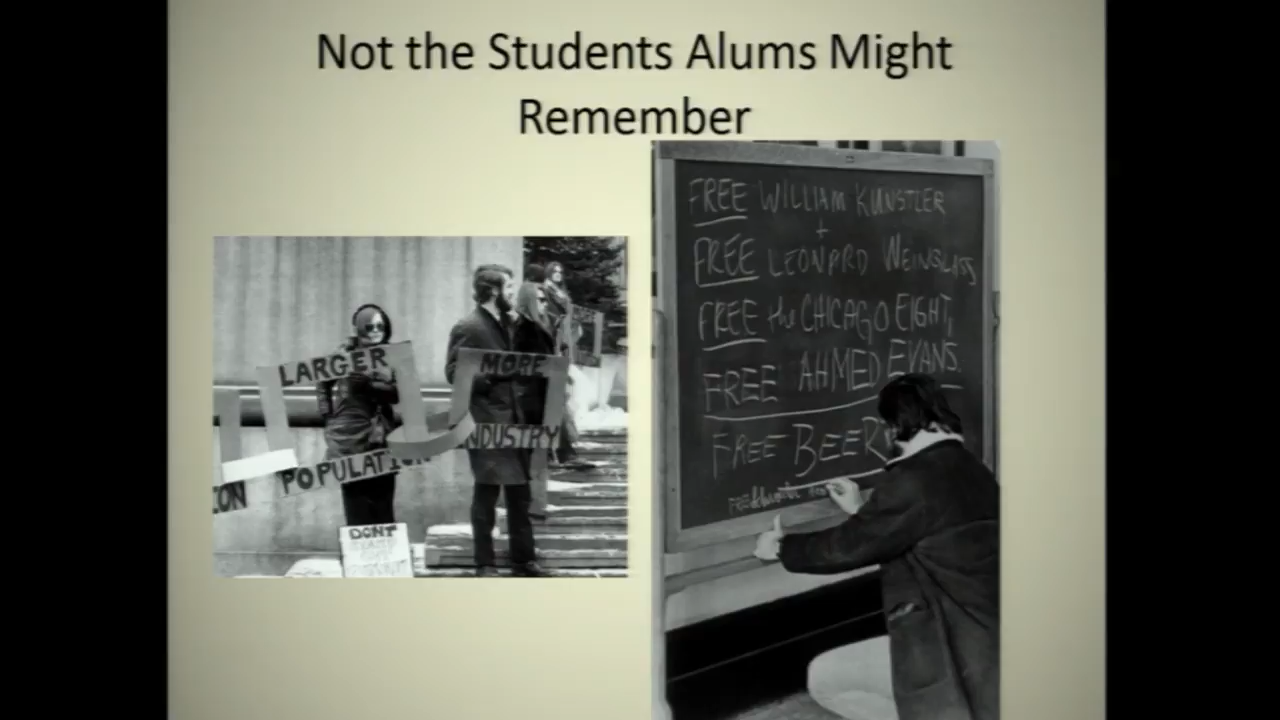 Not the Students Alums Might
Remember
LARGER
POPULATION
MORE
INDUSTRY
DONT
FREE WILLIAM KUNSTLER
+
FREE LEONARD WEINGLASS
FREE the CHICAGO EIGHT,
FREE AHMED EVANS.
FREE BEER
FREE